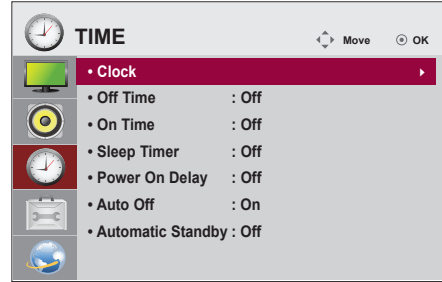 TIME Move OK
• Clock
• Off Time : Off
• On Time : Off
• Sleep Timer : Off
• Power On Delay : Off
• Auto Off : On
• Automatic Standby : Off